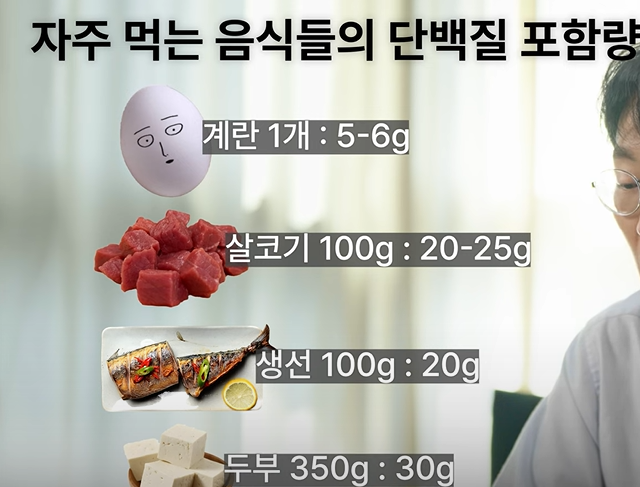 자주 먹는 음식들의 단백질 포함량
계란 1개 : 5-6g
살코기 100g : 20-25g
생선 100g : 20g
두부 350g : 30g